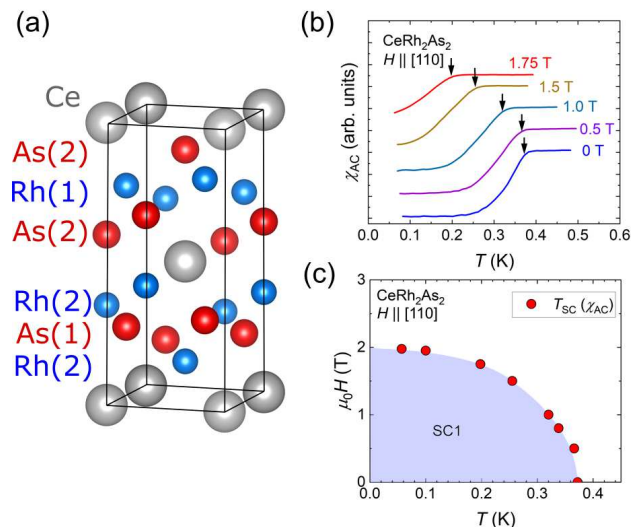 (a)
Ce
As(2)
Rh(1)
As(2)
Rh(2)
As(1)
Rh(2)
(b)
CeRh₂As₂
H || [110]
1.75 T
1.5 T
1.0 T
0.5 T
0 T
χAC (arb. units)
0.0 0.1 0.2 0.3 0.4 0.5 0.6
T (K)
(c)
CeRh₂As₂
H || [110]
TSC (χAC)
3
2
1
0
μ₀H (T)
SC1
0.0 0.1 0.2 0.3 0.4
T (K)